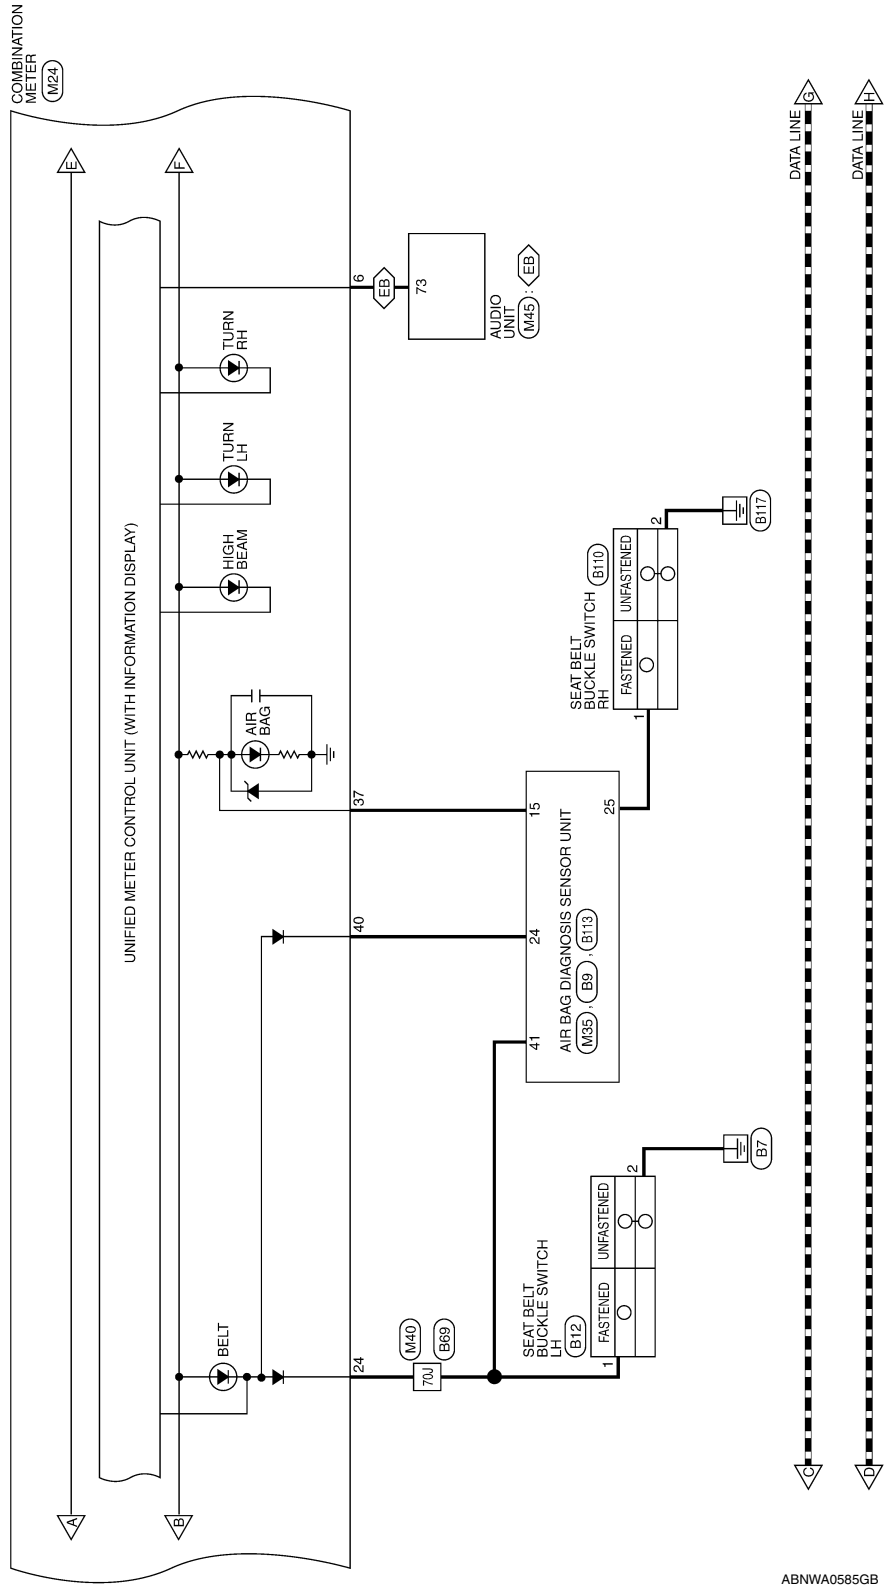 COMBINATION
METER
M24
A
E
UNIFIED METER CONTROL UNIT (WITH INFORMATION DISPLAY)
B
F
BELT
AIR
BAG
HIGH
BEAM
TURN
LH
TURN
RH
24
40
37
6
M40
B69
70J
EB
73
AUDIO
UNIT
M45 : EB
41
24
15
AIR BAG DIAGNOSIS SENSOR UNIT
M35 , B9 , B113
25
SEAT BELT
BUCKLE SWITCH
LH
B12
FASTENED
UNFASTENED
1
2
B7
SEAT BELT
BUCKLE SWITCH
RH
B110
FASTENED
UNFASTENED
1
2
B117
DATA LINE
C
G
DATA LINE
D
H
ABNWA0585GB